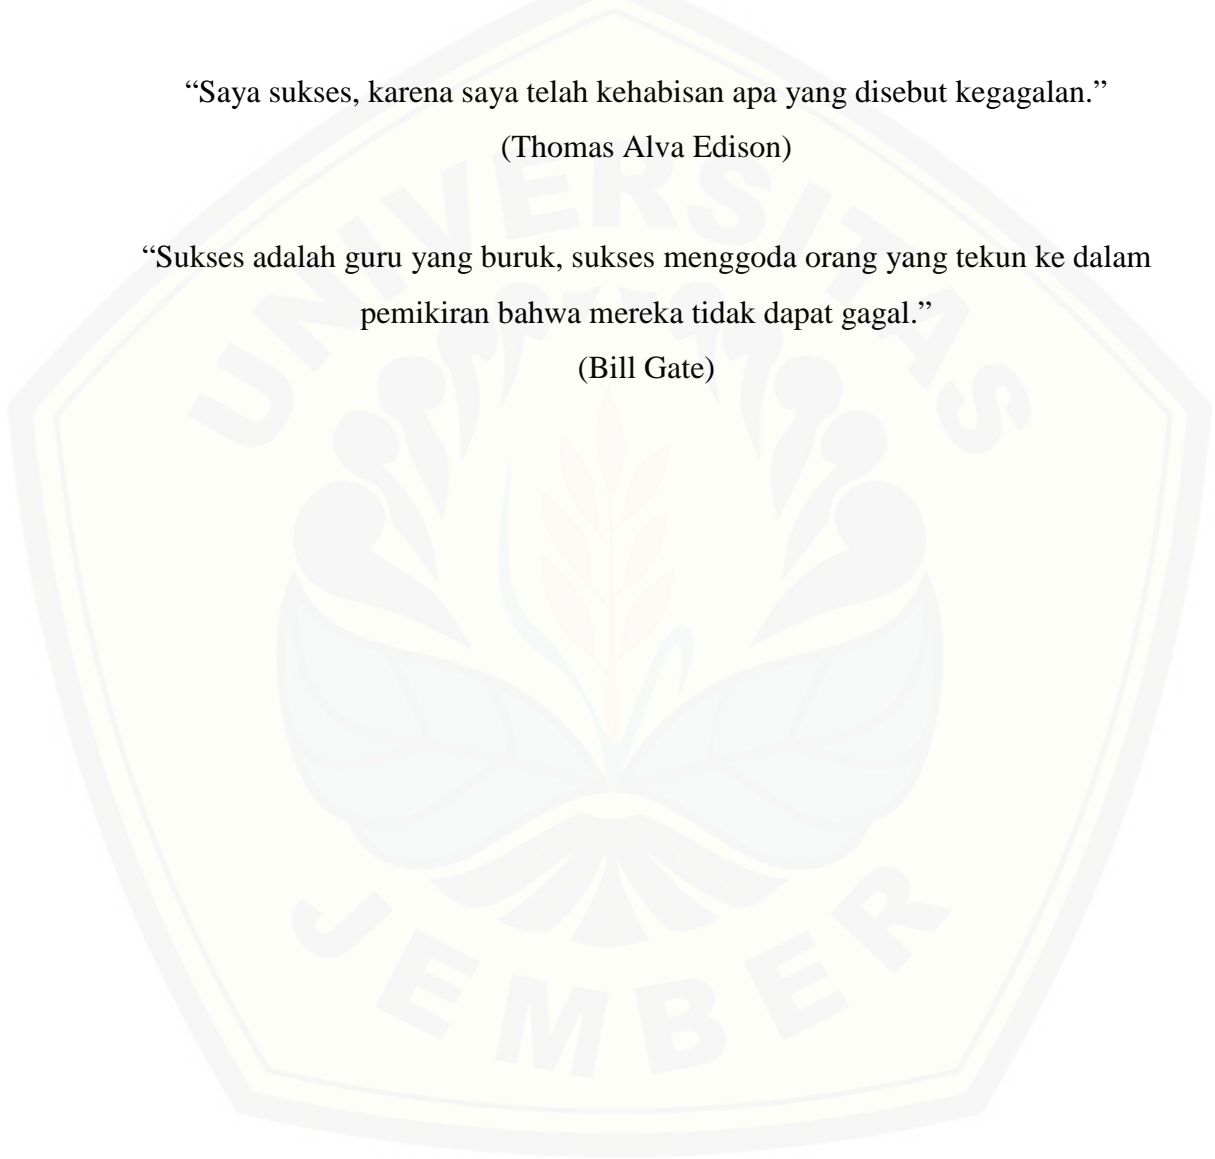 “Saya sukses, karena saya telah kehabisan apa yang disebut kegagalan.”
(Thomas Alva Edison)
“Sukses adalah guru yang buruk, sukses menggoda orang yang tekun ke dalam
pemikiran bahwa mereka tidak dapat gagal.”
(Bill Gate)
UNIVERSITAS
JEMBER